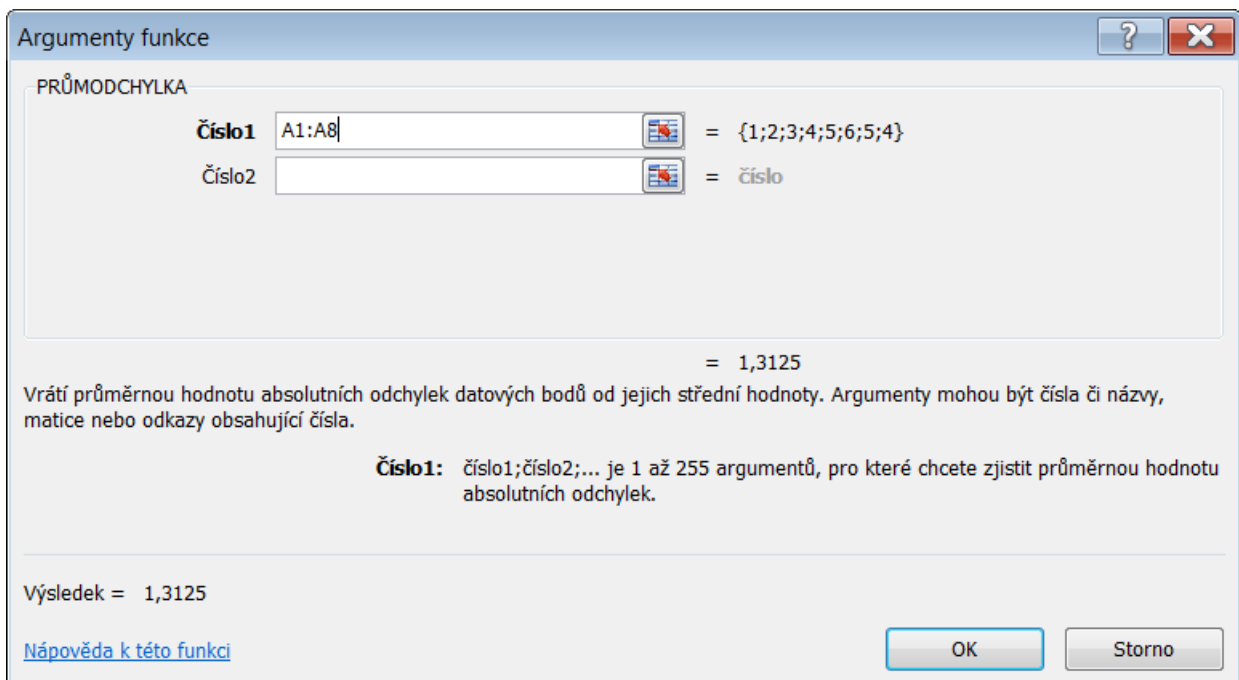 Argumenty funkce
PRŮMODCHYLKA
Číslo1 A1:A8 = {1;2;3;4;5;6;5;4}
Číslo2 = číslo
= 1,3125
Vrátí průměrnou hodnotu absolutních odchylek datových bodů od jejich střední hodnoty. Argumenty mohou být čísla či názvy,
matice nebo odkazy obsahující čísla.
Číslo1: číslo1;číslo2;... je 1 až 255 argumentů, pro které chcete zjistit průměrnou hodnotu
absolutních odchylek.
Výsledek = 1,3125
Nápověda k této funkci OK Storno